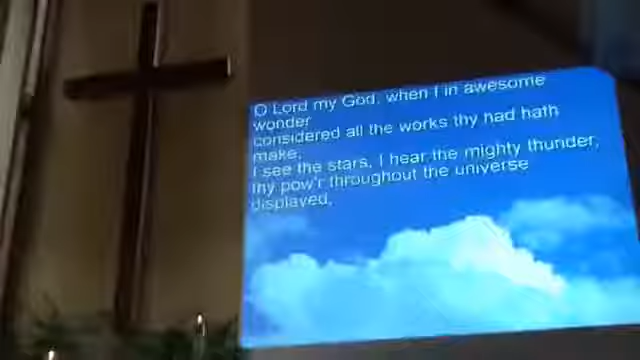 O Lord my God, when I in awesome
wonder
considered all the works thy had hath
make,
I see the stars, I hear the mighty thunder,
thy pow'r throughout the universe
displayed,